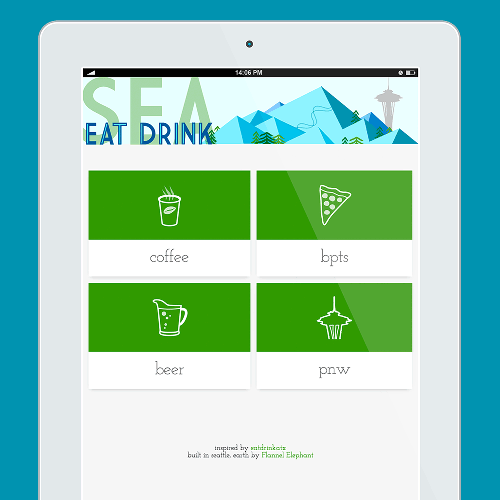 14:06 PM
SEA
EAT DRINK
coffee
bpts
beer
pnw
inspired by eatdrinkatx
built in seattle, earth by Flannel Elephant